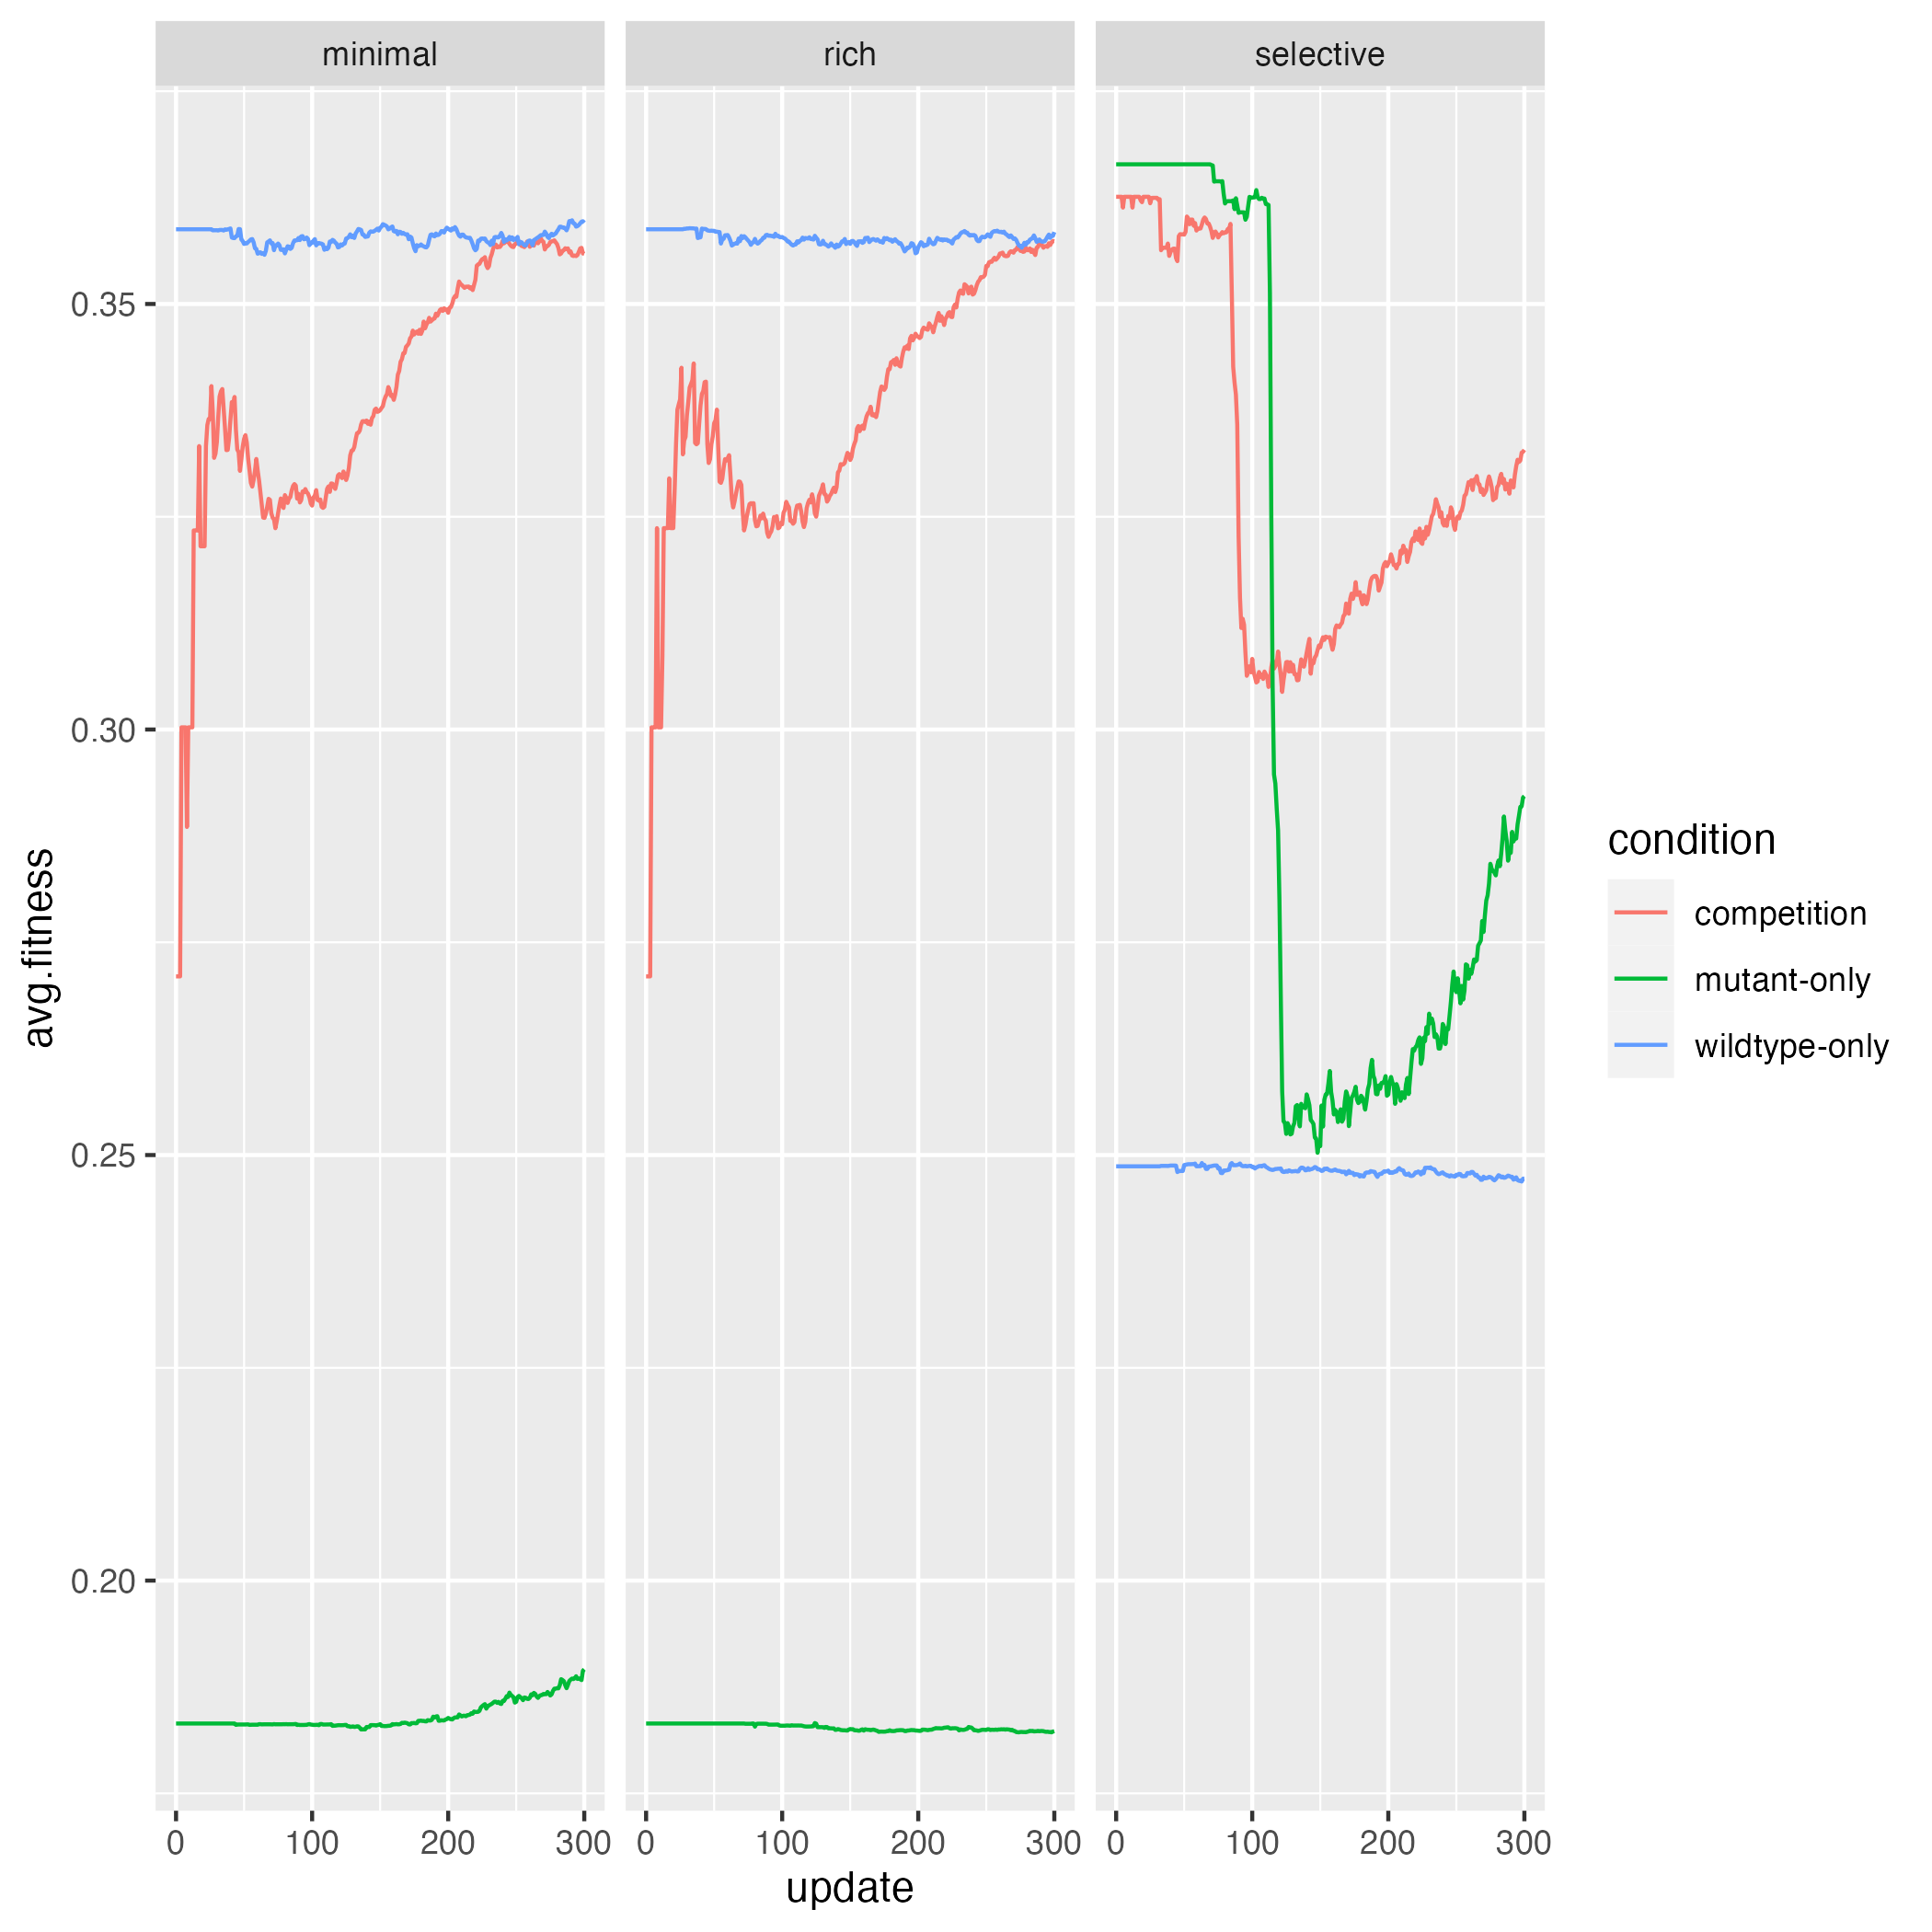 minimal rich selective
avg.fitness
0.35
0.30
0.25
0.20
0 100 200 300 0 100 200 300 0 100 200 300
update
condition
competition
mutant-only
wildtype-only